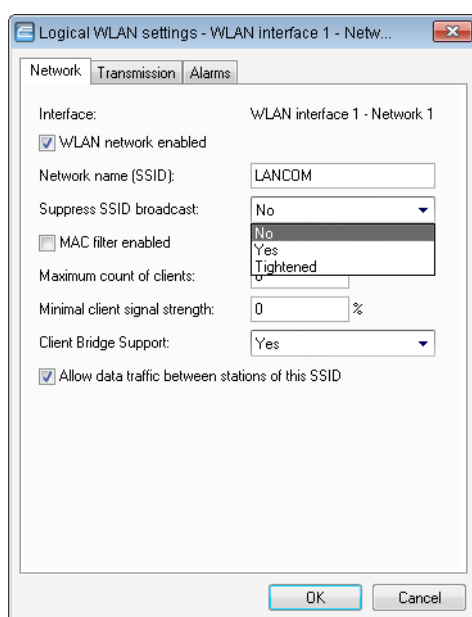 Logical WLAN settings - WLAN interface 1 - Netw...
Network Transmission Alarms
Interface: WLAN interface 1 - Network 1
WLAN network enabled
Network name (SSID): LANCOM
Suppress SSID broadcast: No
No
MAC filter enabled
Yes
Tightened
Maximum count of clients:
Minimal client signal strength: 0 %
Client Bridge Support: Yes
Allow data traffic between stations of this SSID
OK Cancel